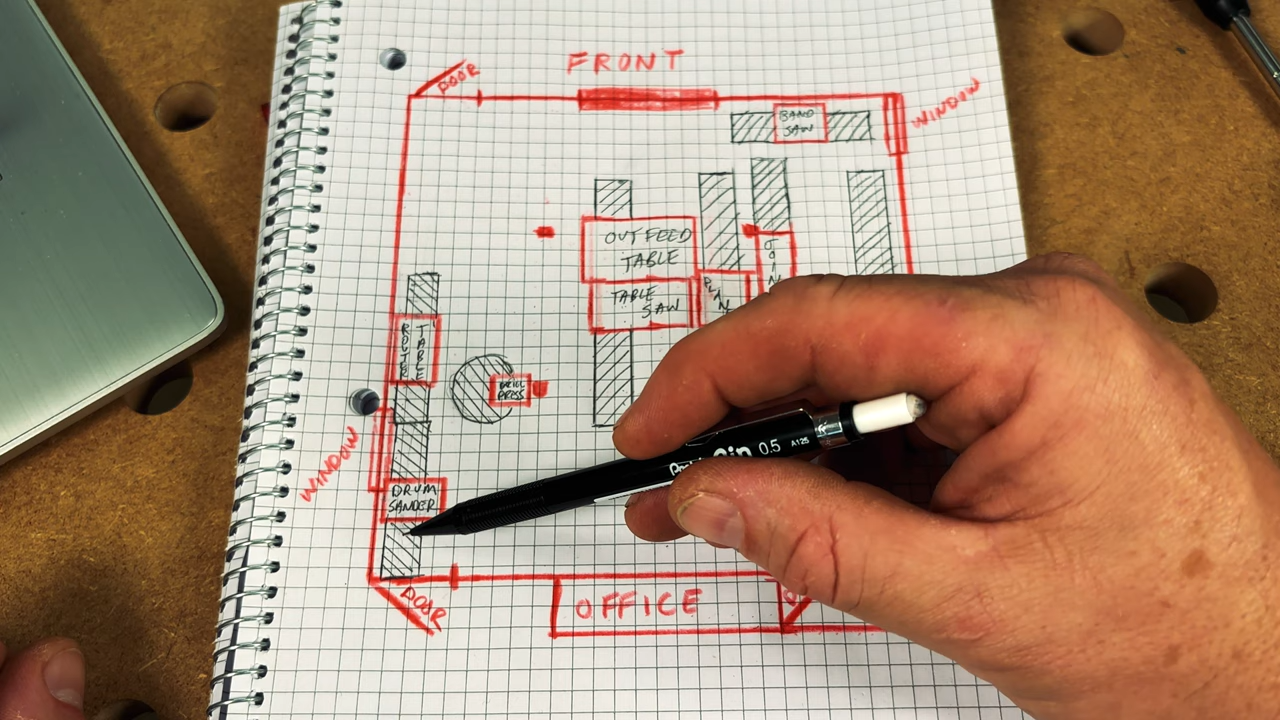 FRONT
DOOR
WINDOW
BAND
SAW
OUTFEED
TABLE
TABLE
SAW
ROUTER
TABLE
DRILL
PRESS
WINDOW
DRUM
SANDER
0.5 A125
DOOR
OFFICE